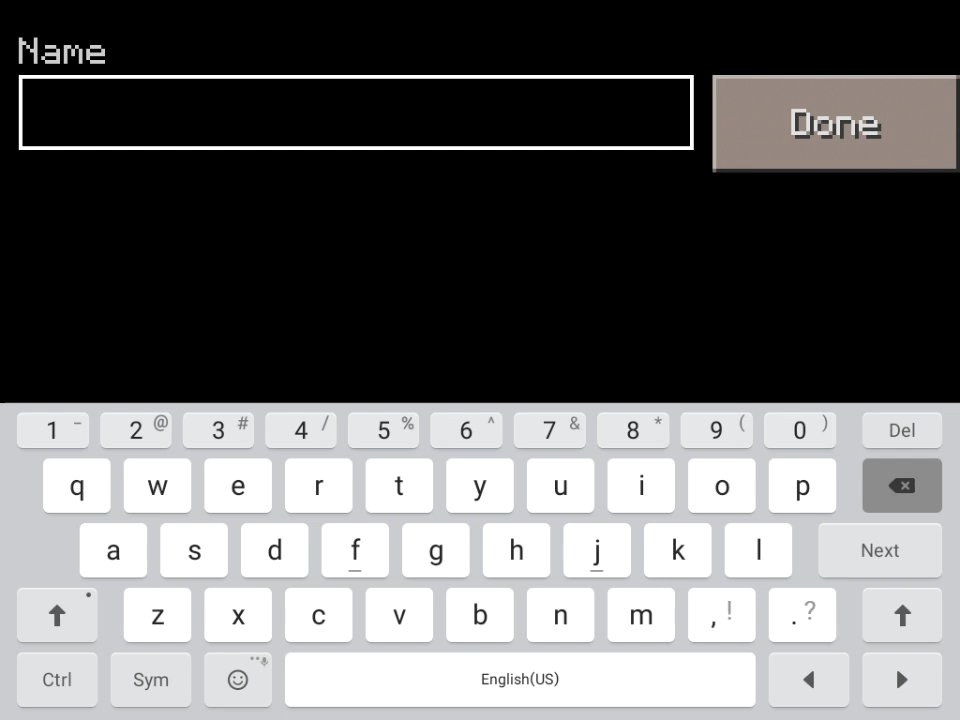 Name
Done
1 - 2 @ 3 # 4 / 5 % 6 ^ 7 & 8 * 9 ( 0 ) Del
q w e r t y u i o p
a s d f g h j k l Next
z x c v b n m , ! . ?
Ctrl Sym English(US)